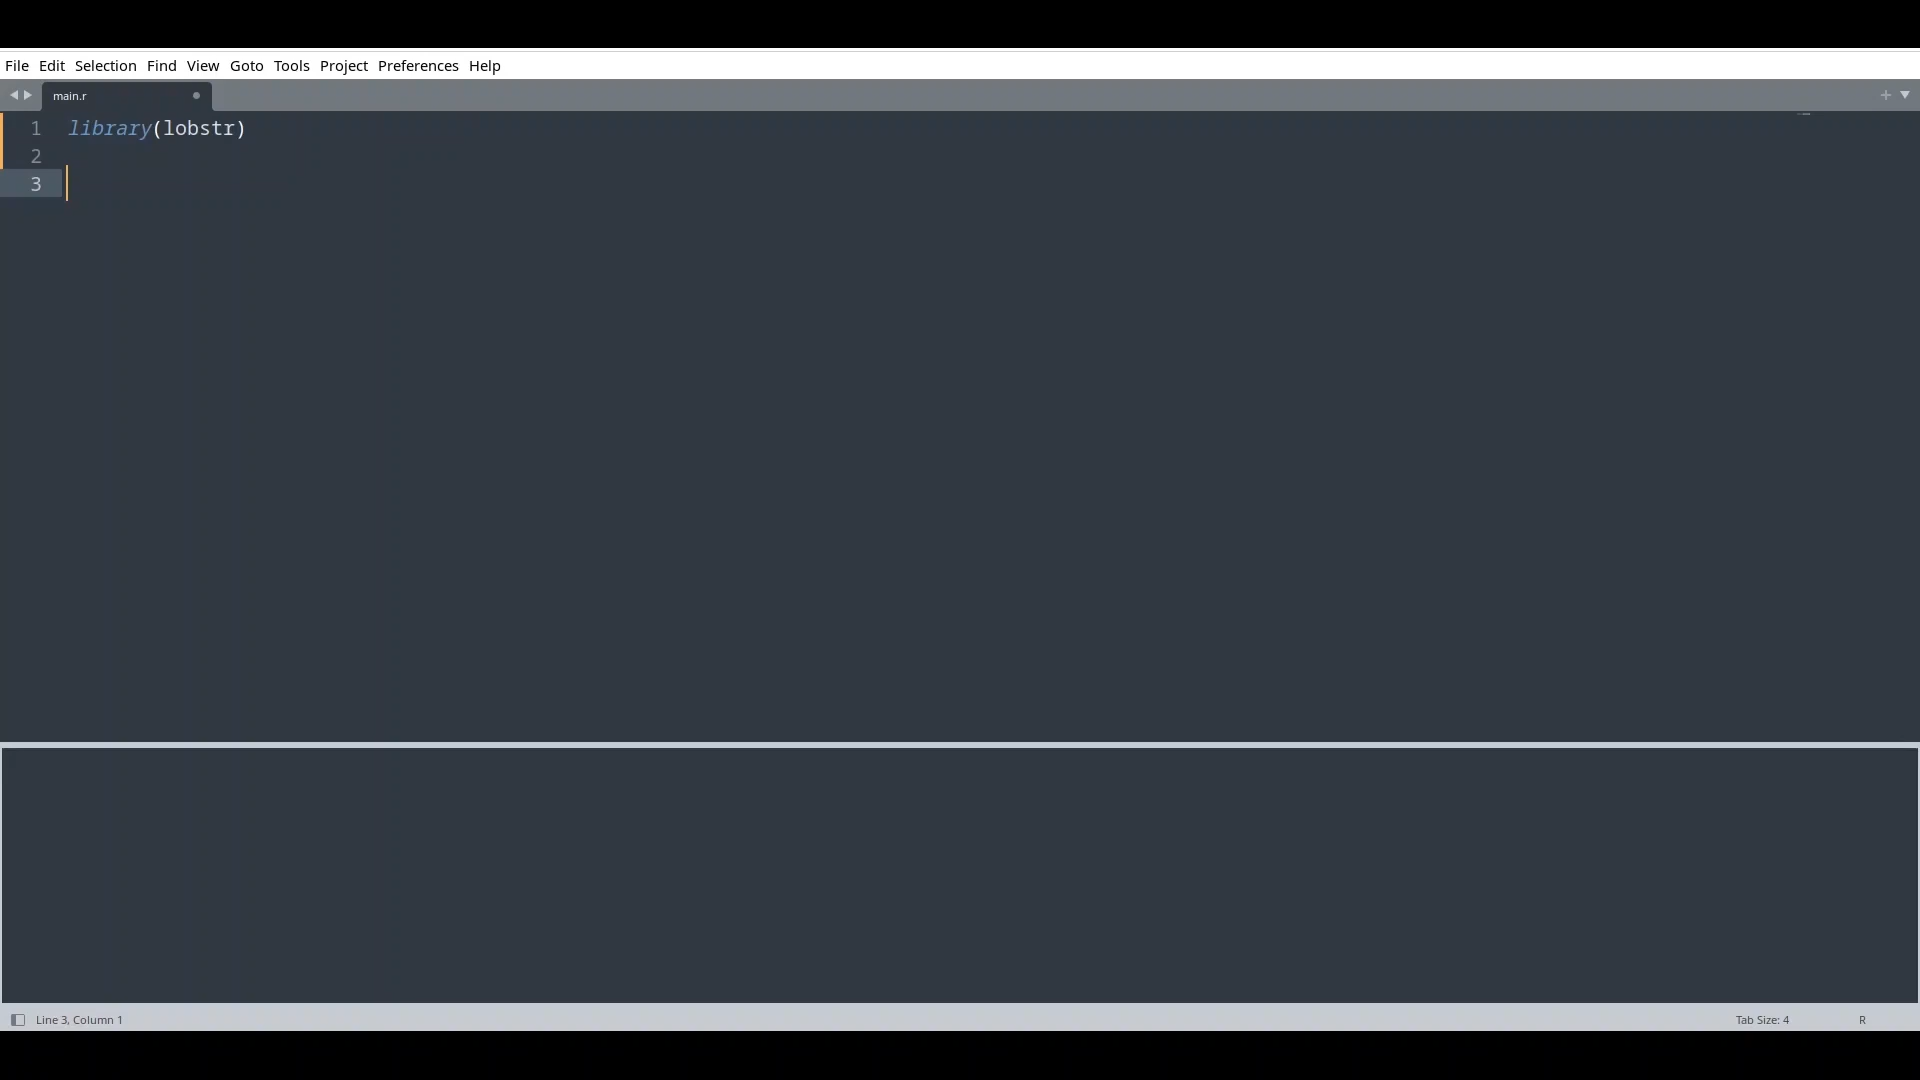 File Edit Selection Find View Goto Tools Project Preferences Help
main.r
1 library(lobstr)
2
3
Line 3, Column 1
Tab Size: 4
R